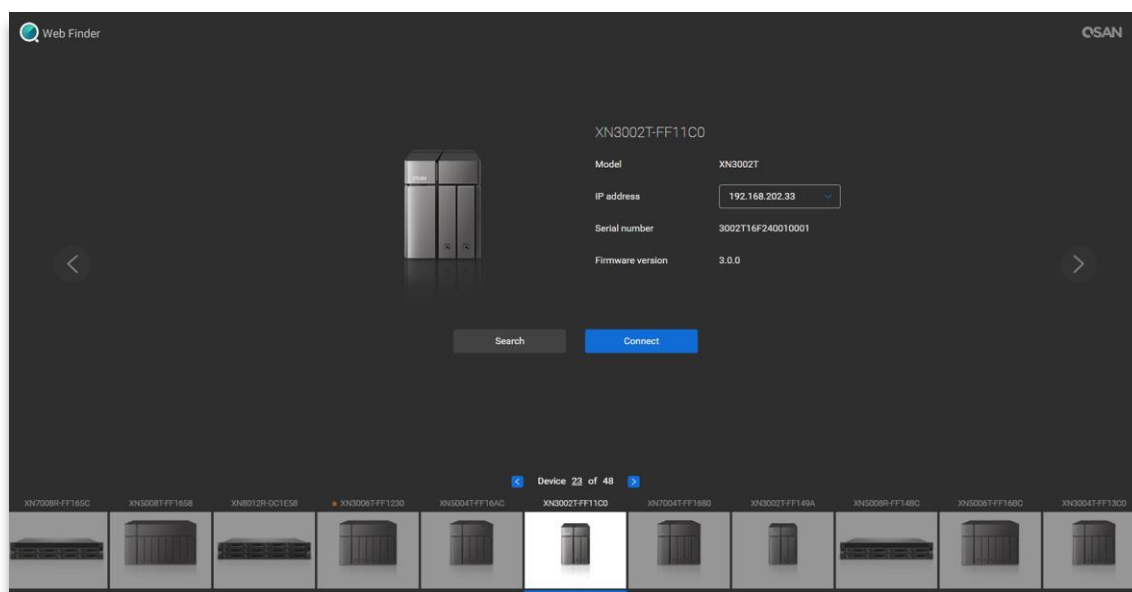 Web Finder
QSAN
XN3002T-FF11C0
Model XN3002T
QSAN
IP address 192.168.202.33
Serial number 3002T16F240010001
Firmware version 3.0.0
Search Connect
Device 23 of 48
XN7008R-FF165C XN5008T-FF1658 XN8012R-DC1E58 XN3006T-FF1230 XN5004T-FF16AC XN3002T-FF11C0 XN7004T-FF1680 XN3002T-FF149A XN5008R-FF148C XN5006T-FF16BC XN3004T-FF13C0